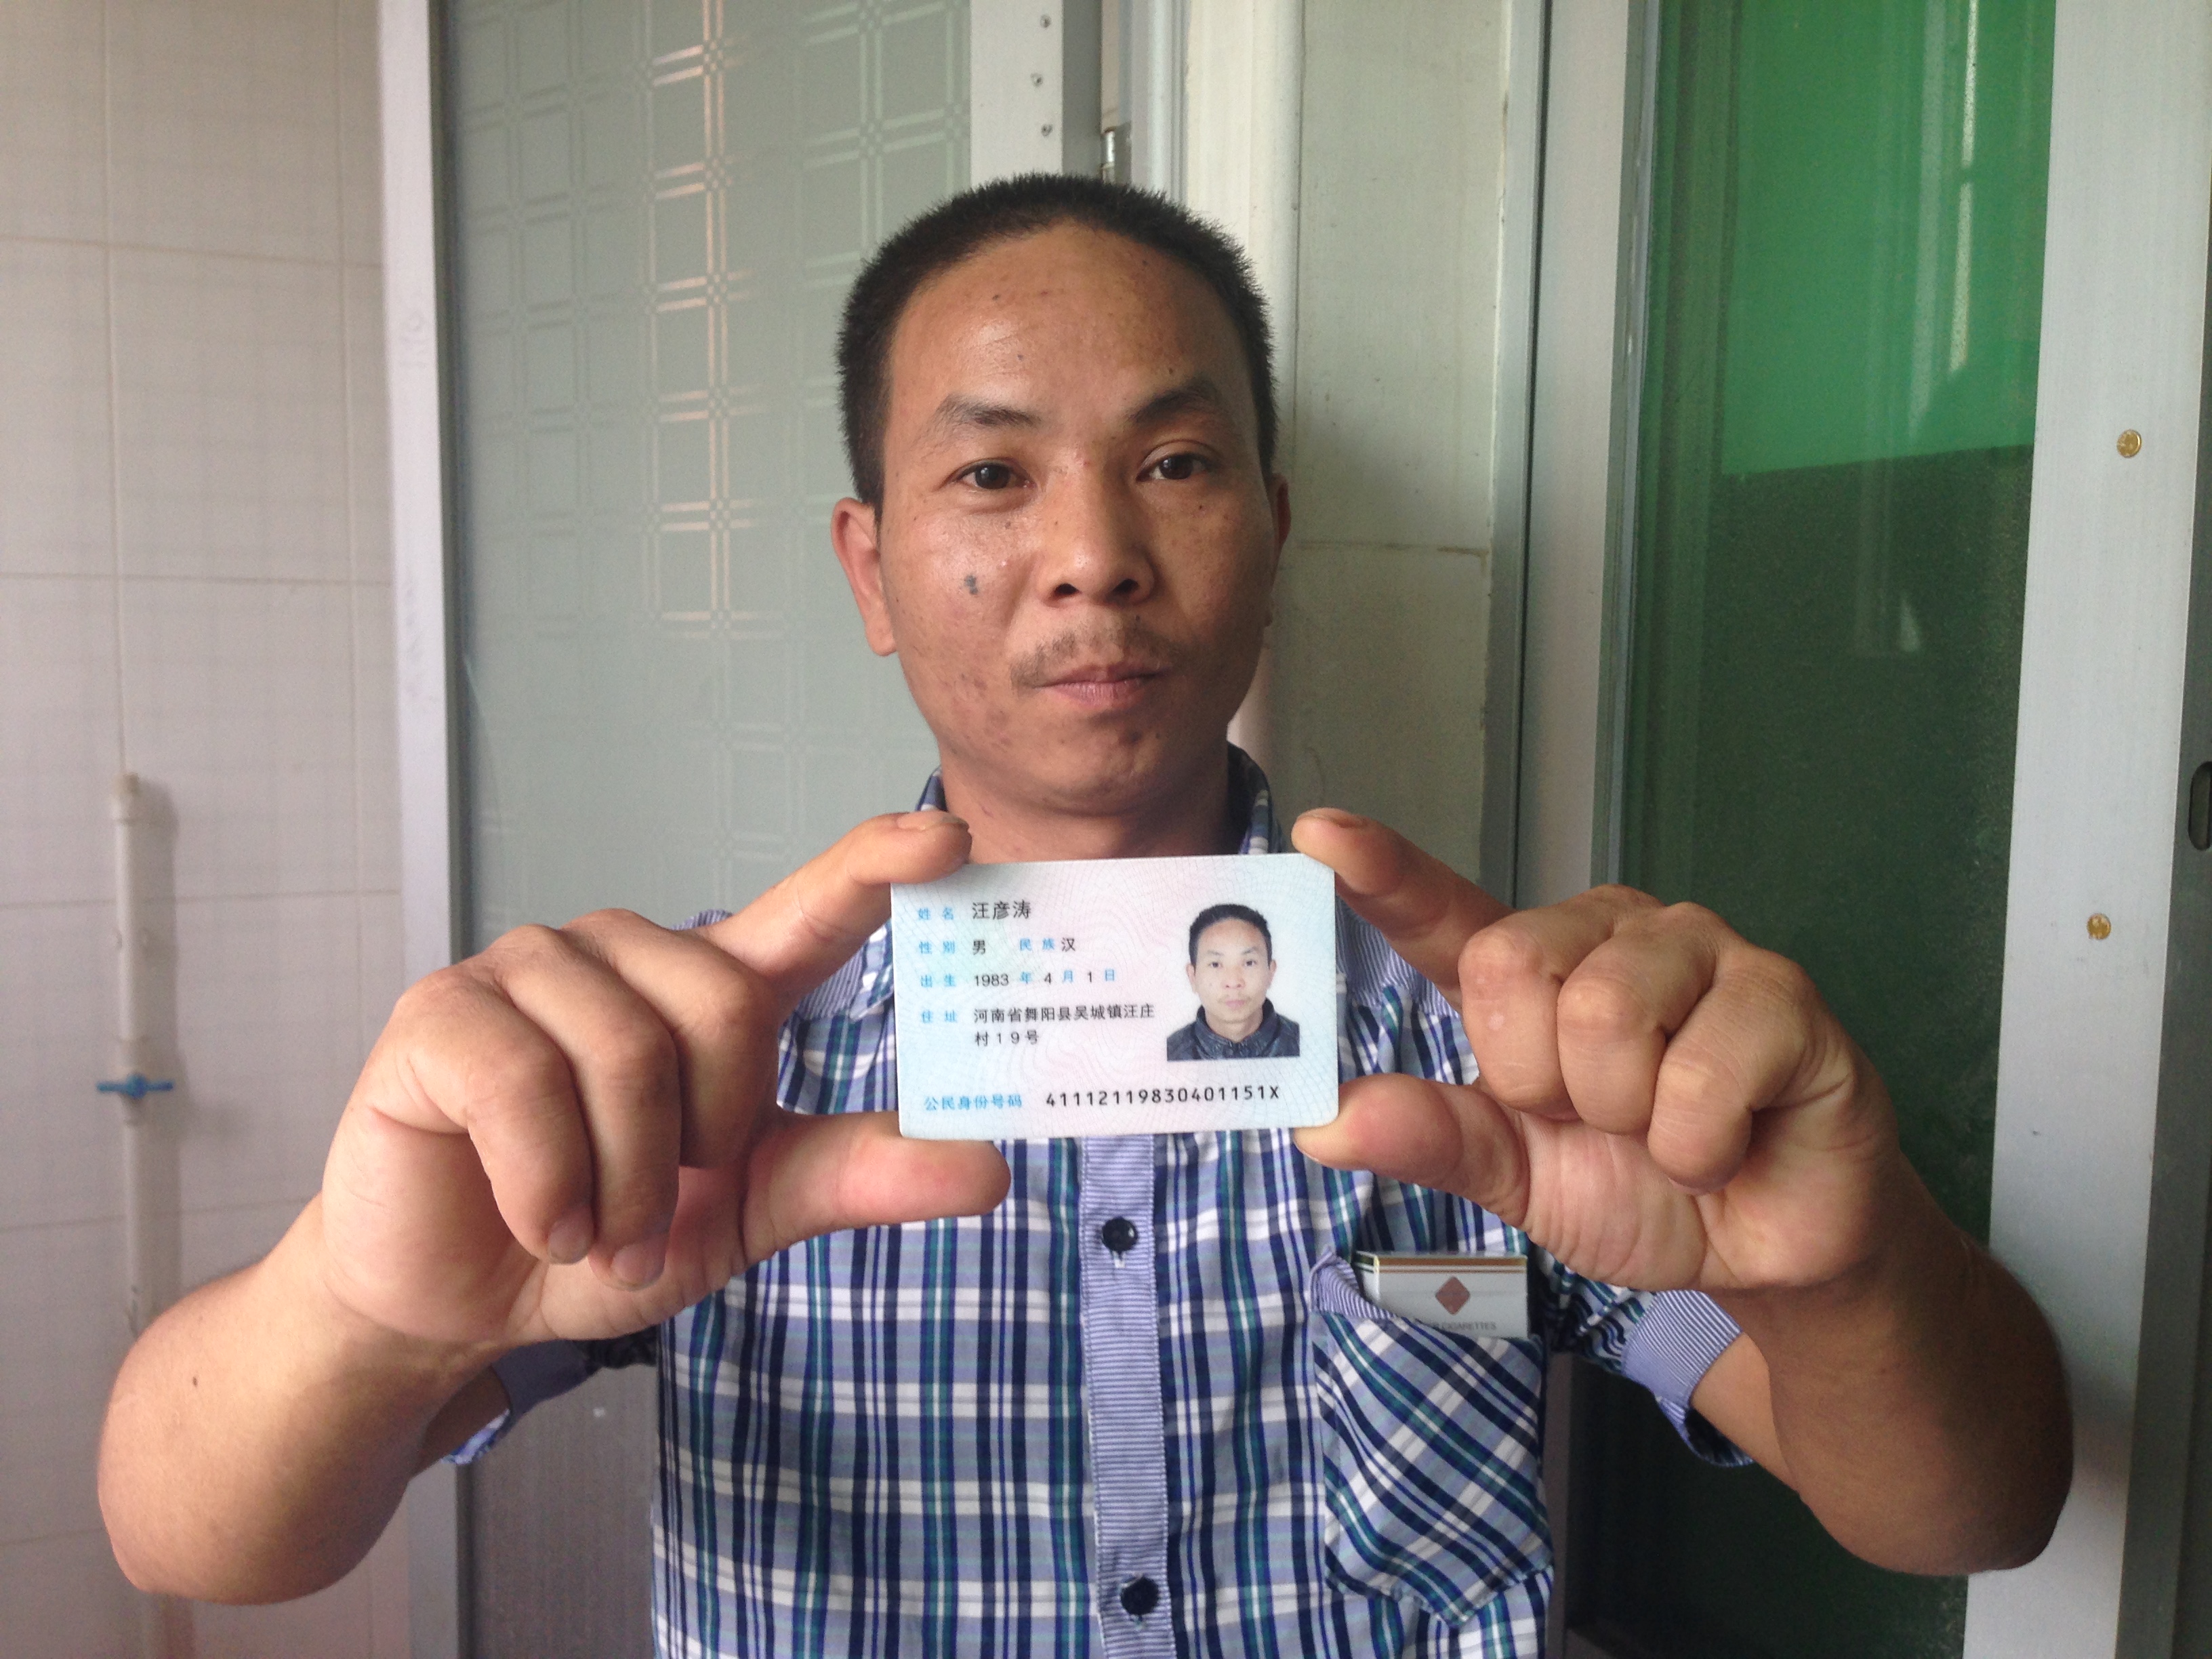 姓名 汪彦涛
性别 男 民族 汉
出生 1983 年 4 月 1 日
住址 河南省舞阳县吴城镇汪庄
村19号
公民身份号码 41112119830401151X
CIGARETTES